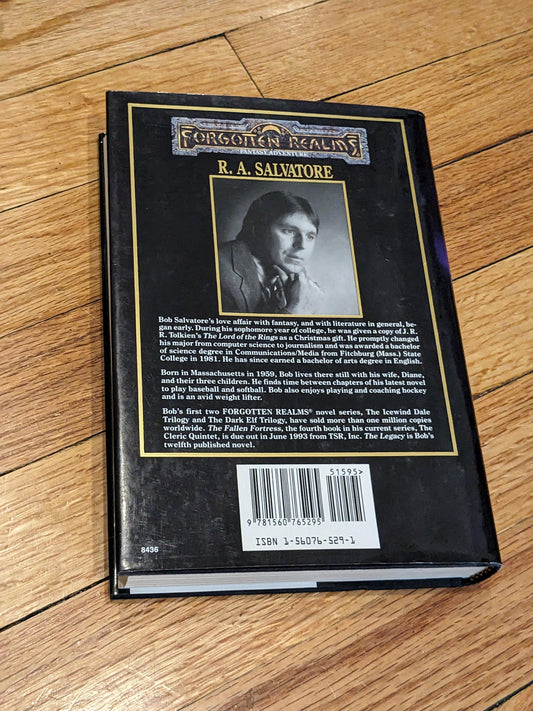 FORGOTTEN REALMS
FANTASY ADVENTURE
R. A. SALVATORE
Bob Salvatore's love affair with fantasy, and with literature in general, be-
gan early. During his sophomore year of college, he was given a copy of J. R.
R. Tolkien's The Lord of the Rings as a Christmas gift. He promptly changed
his major from computer science to journalism and was awarded a bachelor
of science degree in Communications/Media from Fitchburg (Mass.) State
College in 1981. He has since earned a bachelor of arts degree in English.
Born in Massachusetts in 1959, Bob lives there still with his wife, Diane,
and their three children. He finds time between chapters of his latest novel
to play baseball and softball. Bob also enjoys playing and coaching hockey
and is an avid weight lifter.
Bob's first two FORGOTTEN REALMS® novel series, The Icewind Dale
Trilogy and The Dark Elf Trilogy, have sold more than one million copies
worldwide. The Fallen Fortress, the fourth book in his current series, The
Cleric Quintet, is due out in June 1993 from TSR, Inc. The Legacy is Bob's
twelfth published novel.
51595>
9 781560 765295
ISBN 1-56076-529-1
8436